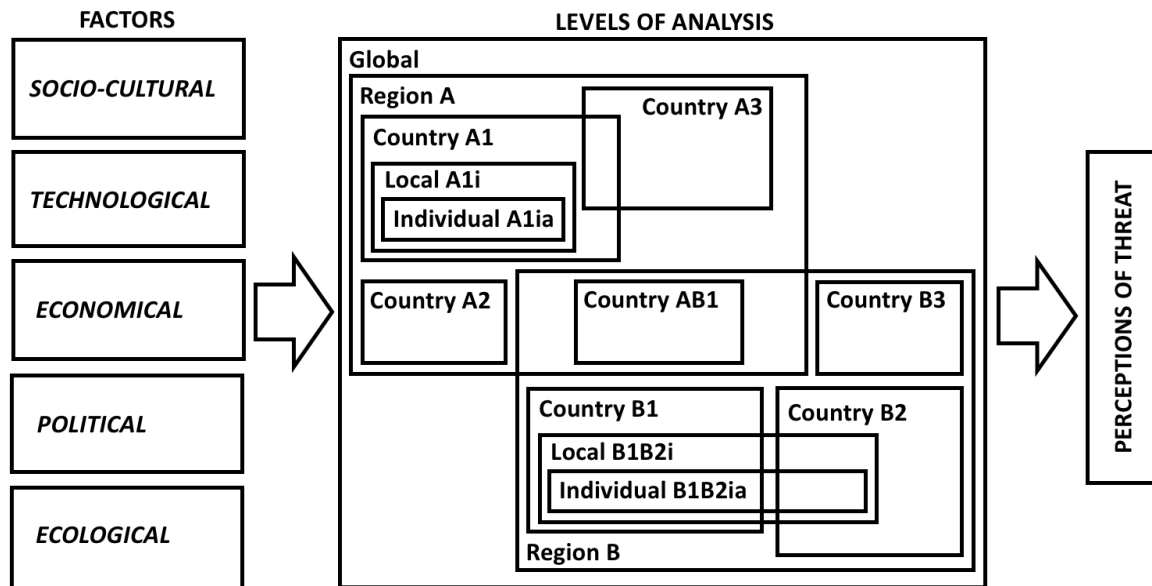 FACTORS
SOCIO-CULTURAL
TECHNOLOGICAL
ECONOMICAL
POLITICAL
ECOLOGICAL
LEVELS OF ANALYSIS
Global
Region A
Country A3
Country A1
Local A1i
Individual A1ia
Country A2
Country AB1
Country B3
Country B1
Country B2
Local B1B2i
Individual B1B2ia
Region B
PERCEPTIONS OF THREAT